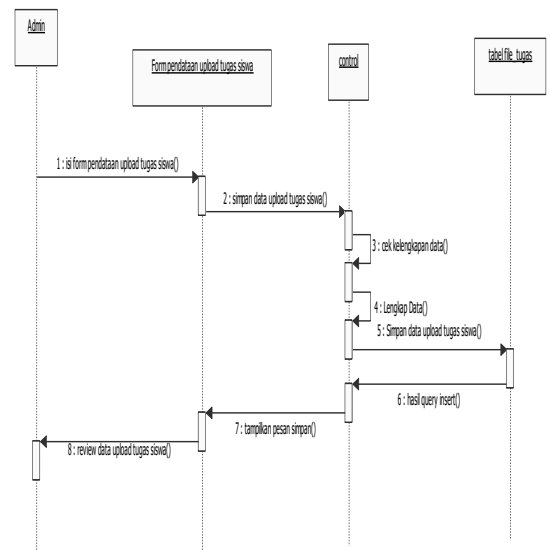 Admin
Form pendataan upload tugas siswa
control
tabel file_tugas
1 : isi form pendataan upload tugas siswa()
2 : simpan data upload tugas siswa()
3 : cek kelengkapan data()
4 : Lengkap Data()
5 : Simpan data upload tugas siswa()
6 : hasil query insert()
7 : tampilkan pesan simpan()
8 : review data upload tugas siswa()